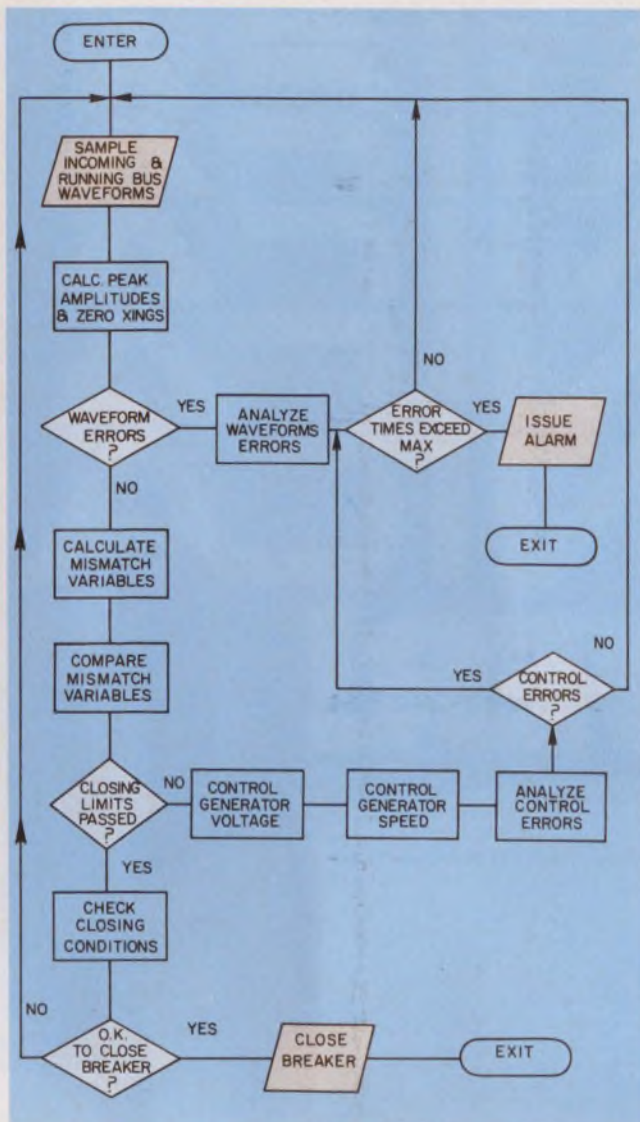 ENTER
SAMPLE
INCOMING &
RUNNING BUS
WAVEFORMS
CALC. PEAK
AMPLITUDES
& ZERO XINGS
WAVEFORM
ERRORS
?
YES
NO
ANALYZE
WAVEFORMS
ERRORS
ERROR
TIMES EXCEED
MAX
?
NO
YES
ISSUE
ALARM
EXIT
CALCULATE
MISMATCH
VARIABLES
COMPARE
MISMATCH
VARIABLES
CLOSING
LIMITS
PASSED
?
NO
YES
CONTROL
GENERATOR
VOLTAGE
CONTROL
GENERATOR
SPEED
ANALYZE
CONTROL
ERRORS
CONTROL
ERRORS
?
YES
NO
CHECK
CLOSING
CONDITIONS
O.K.
TO CLOSE
BREAKER
?
NO
YES
CLOSE
BREAKER
EXIT